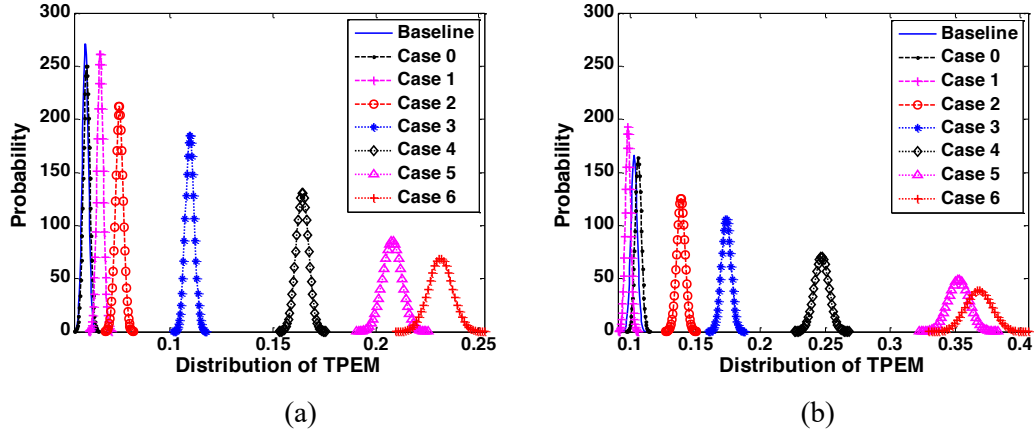 300
250
200
150
100
50
0
Probability
0.1
0.15
0.2
0.25
Distribution of TPEM
Baseline
Case 0
Case 1
Case 2
Case 3
Case 4
Case 5
Case 6
(a)
300
250
200
150
100
50
0
Probability
0.1
0.15
0.2
0.25
0.3
0.35
0.4
Distribution of TPEM
Baseline
Case 0
Case 1
Case 2
Case 3
Case 4
Case 5
Case 6
(b)